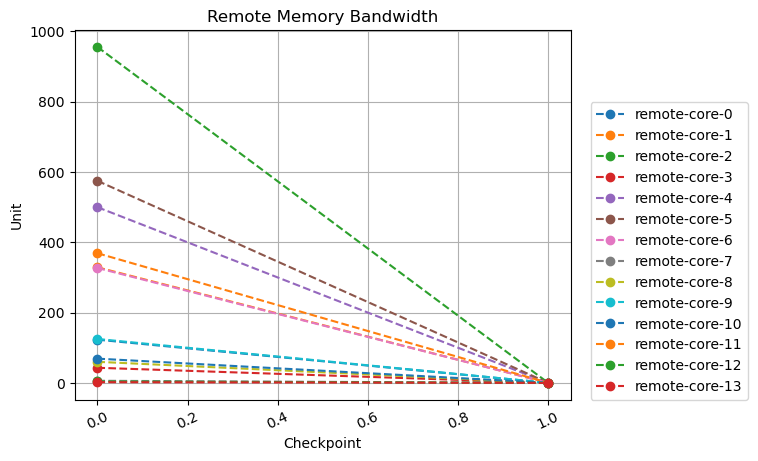 Remote Memory Bandwidth
1000
800
600
400
200
0
Unit
0.0
0.2
0.4
0.6
0.8
1.0
Checkpoint
remote-core-0
remote-core-1
remote-core-2
remote-core-3
remote-core-4
remote-core-5
remote-core-6
remote-core-7
remote-core-8
remote-core-9
remote-core-10
remote-core-11
remote-core-12
remote-core-13